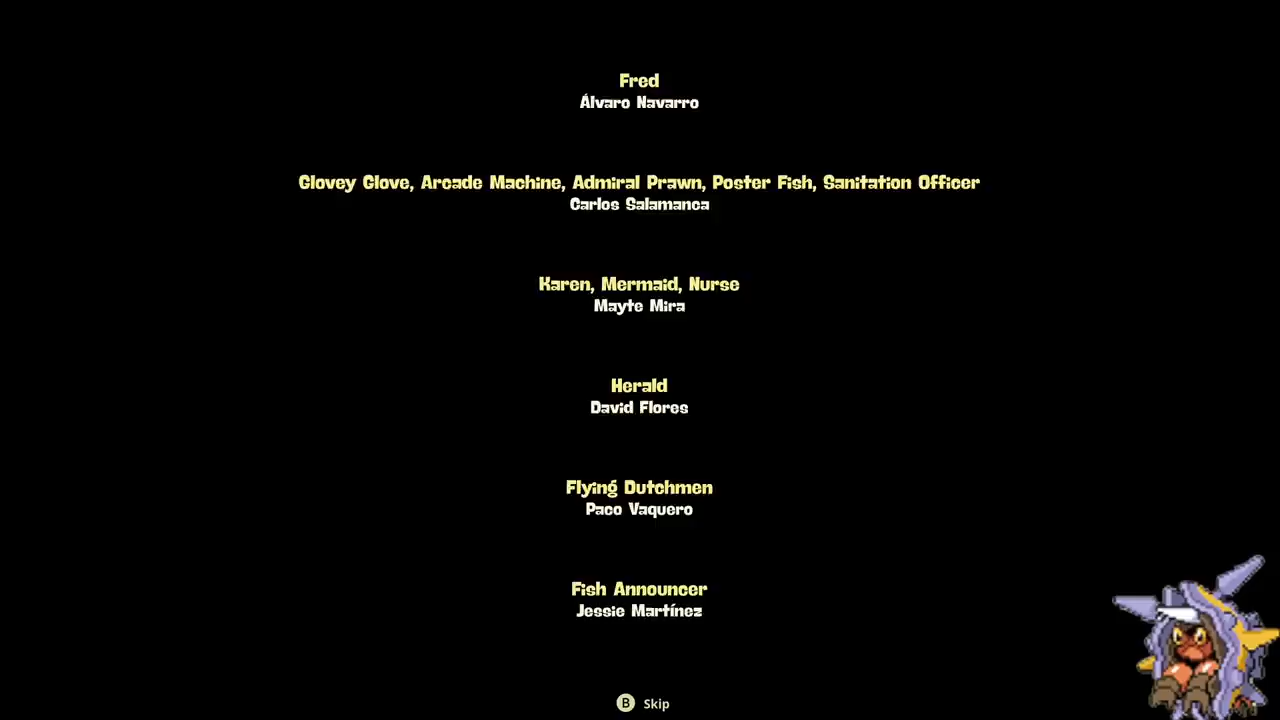 Fred
Álvaro Navarro
Glovey Glove, Arcade Machine, Admiral Prawn, Poster Fish, Sanitation Officer
Carlos Salamanca
Karen, Mermaid, Nurse
Mayte Mira
Herald
David Flores
Flying Dutchmen
Paco Vaquero
Fish Announcer
Jessie Martínez
B Skip